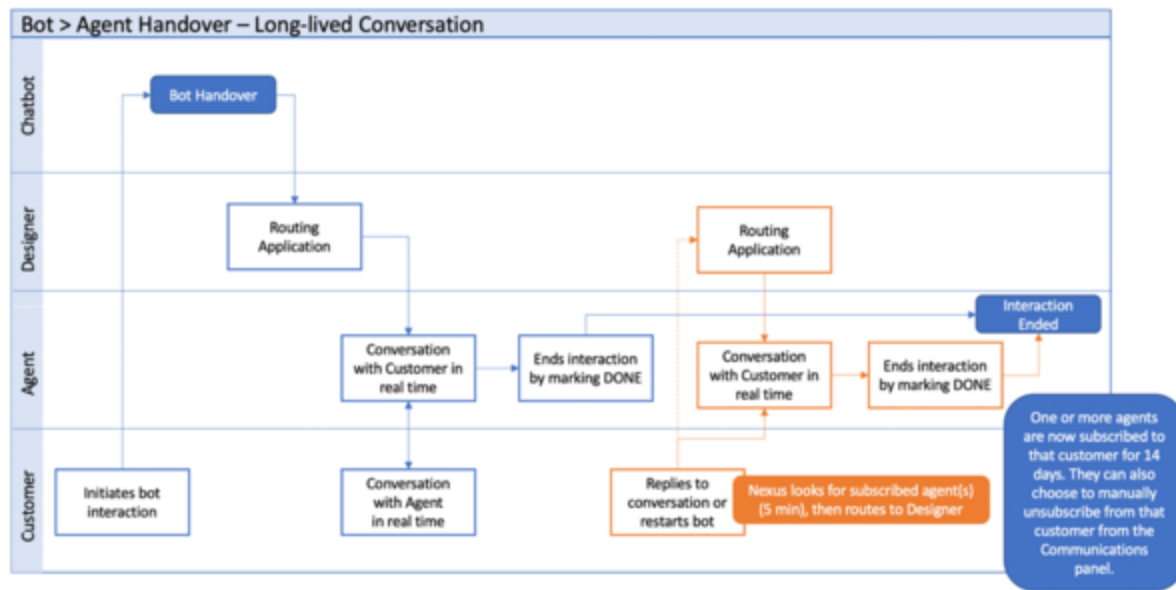 Bot > Agent Handover – Long-lived Conversation
Chatbot
Bot Handover
Designer
Routing
Application
Routing
Application
Agent
Conversation
with Customer in
real time
Ends interaction
by marking DONE
Conversation
with Customer in
real time
Ends interaction
by marking DONE
Interaction
Ended
Customer
Initiates bot
interaction
Conversation
with Agent
in real time
Replies to
conversation or
restarts bot
Nexus looks for subscribed agent(s)
(5 min), then routes to Designer
One or more agents
are now subscribed to
that customer for 14
days. They can also
choose to manually
unsubscribe from that
customer from the
Communications
panel.